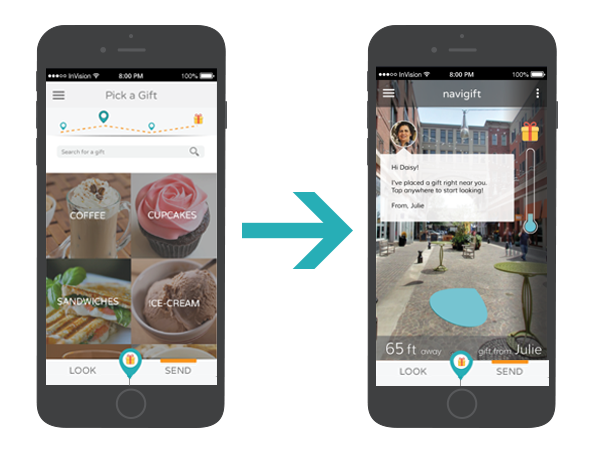 InVision
8:00 PM
100%
Pick a Gift
Search for a gift
COFFEE
CUPCAKES
SANDWICHES
ICE-CREAM
LOOK
SEND
InVision
8:00 PM
100%
navigift
Hi Daisy!
I've placed a gift right near you.
Tap anywhere to start looking!
From, Julie
65 ft away
gift from Julie
LOOK
SEND